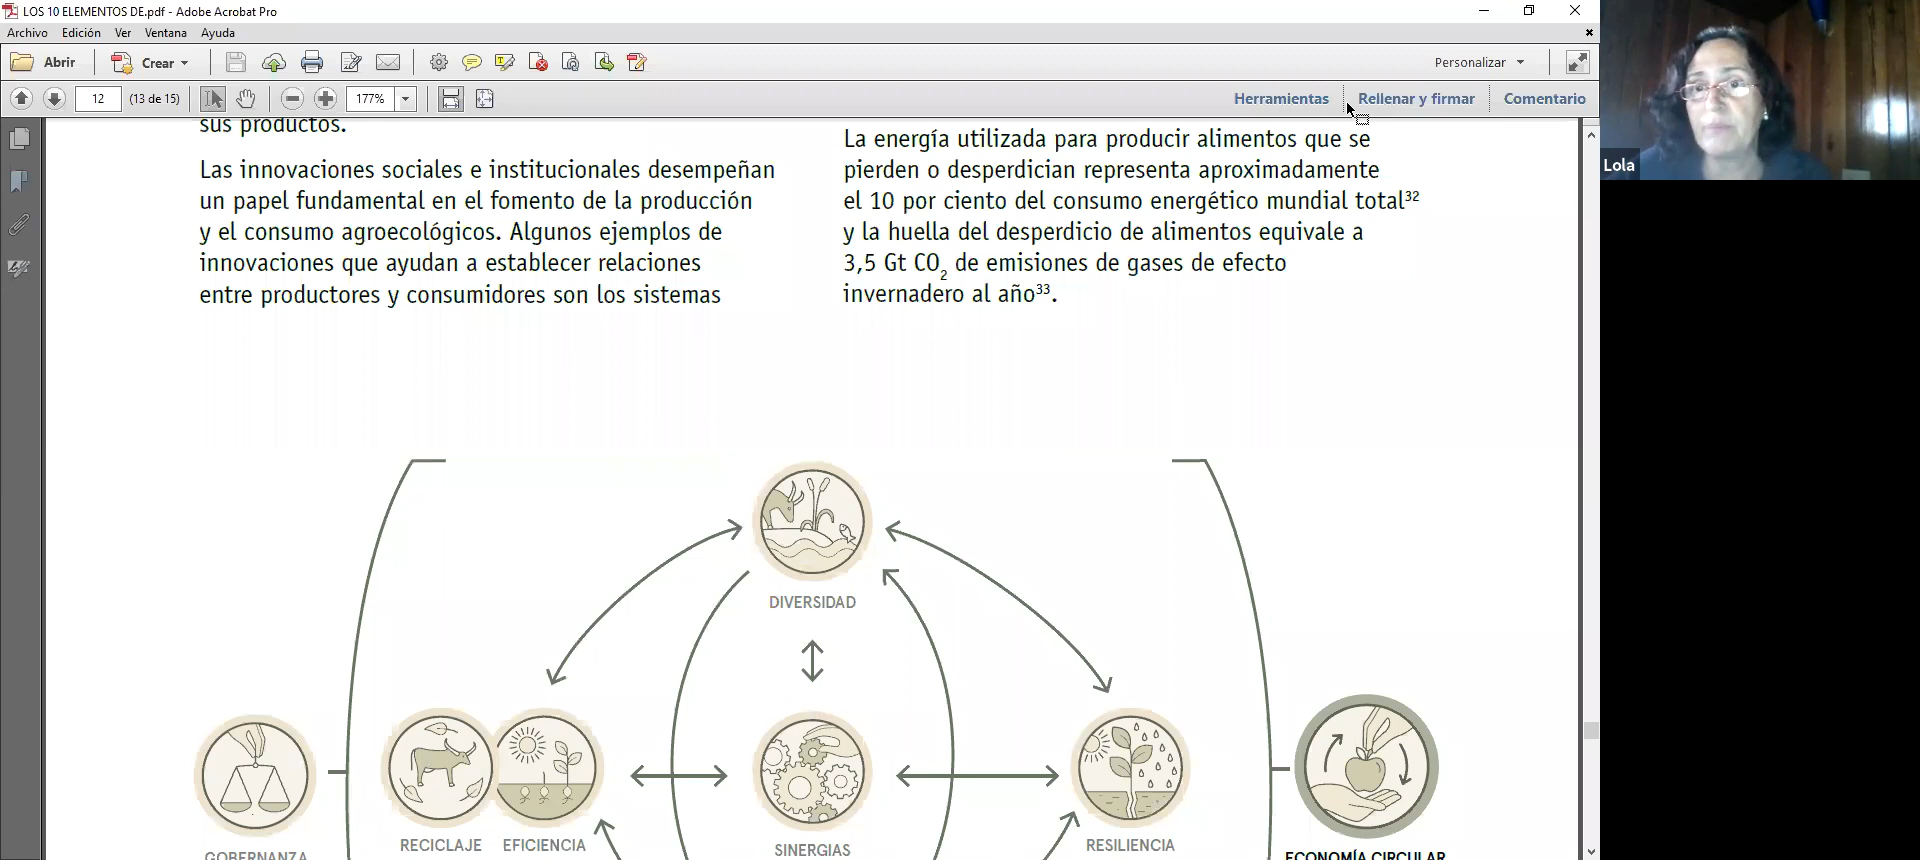 LOS 10 ELEMENTOS DE.pdf - Adobe Acrobat Pro
Archivo Edición Ver Ventana Ayuda
Abrir Crear Personalizar
12 (13 de 15) 177% Herramientas Rellenar y firmar Comentario
sus productos.
Las innovaciones sociales e institucionales desempeñan
un papel fundamental en el fomento de la producción
y el consumo agroecológicos. Algunos ejemplos de
innovaciones que ayudan a establecer relaciones
entre productores y consumidores son los sistemas
La energía utilizada para producir alimentos que se
pierden o desperdician representa aproximadamente
el 10 por ciento del consumo energético mundial total³²
y la huella del desperdicio de alimentos equivale a
3,5 Gt CO₂ de emisiones de gases de efecto
invernadero al año³³.
DIVERSIDAD
RECICLAJE EFICIENCIA
SINERGIAS
RESILIENCIA
GOBERNANZA
ECONOMÍA CIRCULAR
Lola